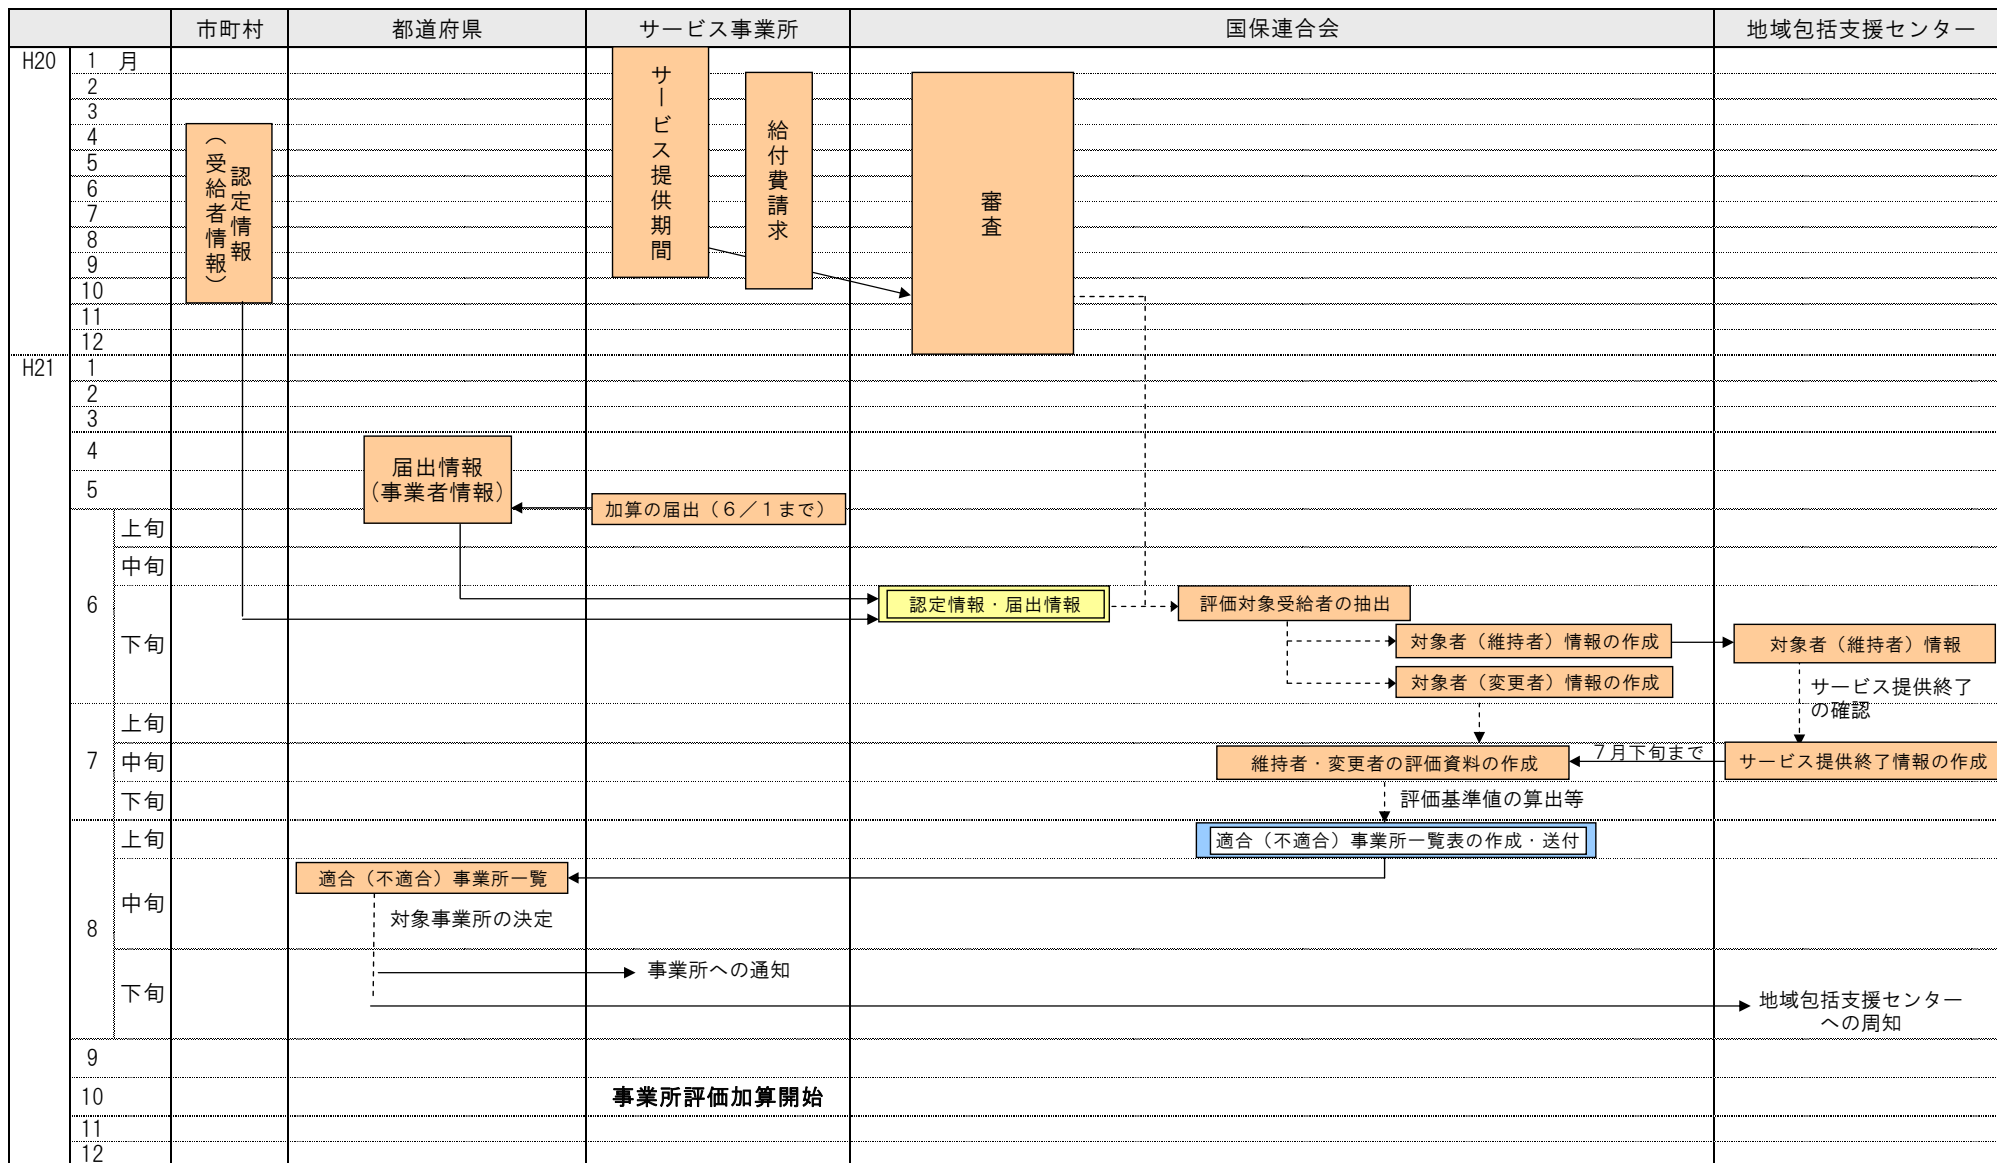 市町村
都道府県
サービス事業所
国保連合会
地域包括支援センター
H20
1 月
2
3
4
5
6
7
8
9
10
11
12
サービス提供期間
給付費請求
審査
認定情報
（受給者情報）
H21
1
2
3
4
5
届出情報
（事業者情報）
加算の届出（６／１まで）
6
上旬
中旬
下旬
認定情報・届出情報
評価対象受給者の抽出
対象者（維持者）情報の作成
対象者（維持者）情報
対象者（変更者）情報の作成
サービス提供終了
の確認
7
上旬
中旬
下旬
維持者・変更者の評価資料の作成
７月下旬まで
サービス提供終了情報の作成
評価基準値の算出等
8
上旬
中旬
下旬
適合（不適合）事業所一覧表の作成・送付
適合（不適合）事業所一覧
対象事業所の決定
事業所への通知
地域包括支援センター
への周知
9
10
事業所評価加算開始
11
12